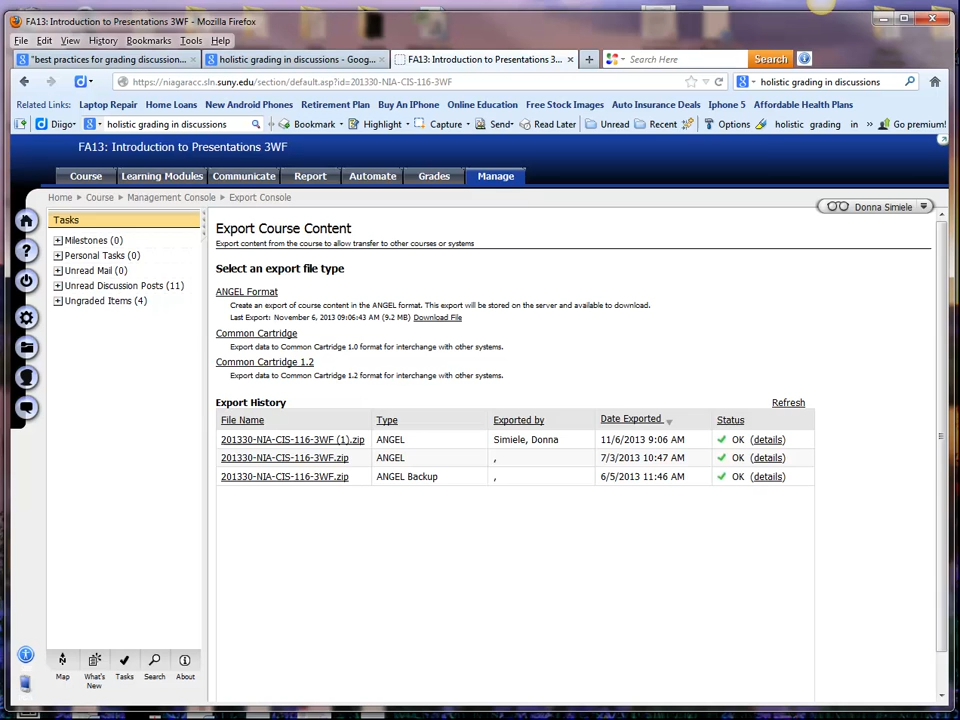 FA13: Introduction to Presentations 3WF - Mozilla Firefox
File Edit View History Bookmarks Tools Help
"best practices for grading discussion...
holistic grading in discussions - Goog...
FA13: Introduction to Presentations 3...
Search Here
Search
https://niagaracc.sln.suny.edu/section/default.asp?id=201330-NIA-CIS-116-3WF
holistic grading in discussions
Related Links: Laptop Repair Home Loans New Android Phones Retirement Plan Buy An IPhone Online Education Free Stock Images Auto Insurance Deals Iphone 5 Affordable Health Plans
Diigo holistic grading in discussions Bookmark Highlight Capture Send Read Later Unread Recent Options holistic grading in » Go premium!
FA13: Introduction to Presentations 3WF
Course Learning Modules Communicate Report Automate Grades Manage
Home Course Management Console Export Console
Donna Simiele
Tasks
Milestones (0)
Personal Tasks (0)
Unread Mail (0)
Unread Discussion Posts (11)
Ungraded Items (4)
Export Course Content
Export content from the course to allow transfer to other courses or systems
Select an export file type
ANGEL Format
Create an export of course content in the ANGEL format. This export will be stored on the server and available to download.
Last Export: November 6, 2013 09:06:43 AM (9.2 MB) Download File
Common Cartridge
Export data to Common Cartridge 1.0 format for interchange with other systems.
Common Cartridge 1.2
Export data to Common Cartridge 1.2 format for interchange with other systems.
Export History
Refresh
File Name Type Exported by Date Exported Status
201330-NIA-CIS-116-3WF (1).zip ANGEL Simiele, Donna 11/6/2013 9:06 AM OK (details)
201330-NIA-CIS-116-3WF.zip ANGEL , 7/3/2013 10:47 AM OK (details)
201330-NIA-CIS-116-3WF.zip ANGEL Backup , 6/5/2013 11:46 AM OK (details)
Map What's New Tasks Search About